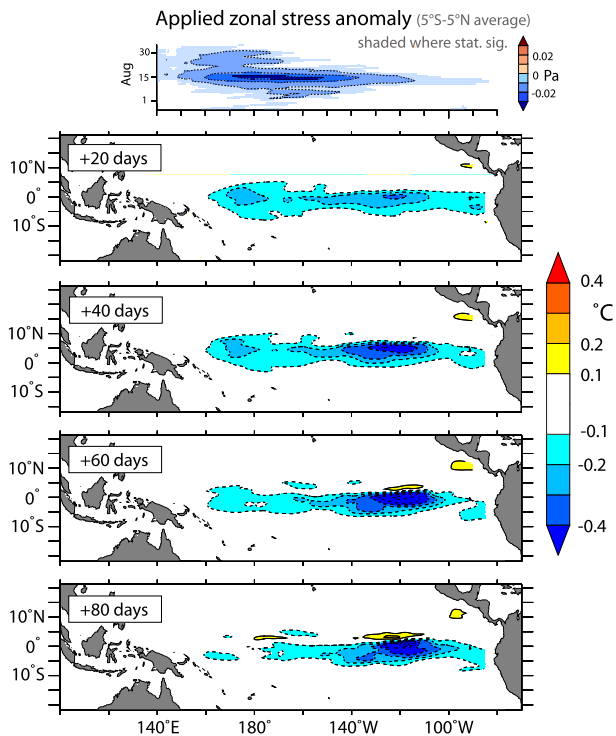 Applied zonal stress anomaly (5°S-5°N average)
shaded where stat. sig.
Aug
30
15
1
0.02
0 Pa
-0.02
+20 days
10°N
0°
10°S
+40 days
10°N
0°
10°S
+60 days
10°N
0°
10°S
+80 days
10°N
0°
10°S
140°E 180° 140°W 100°W
0.4
°C
0.2
0.1
-0.1
-0.2
-0.4